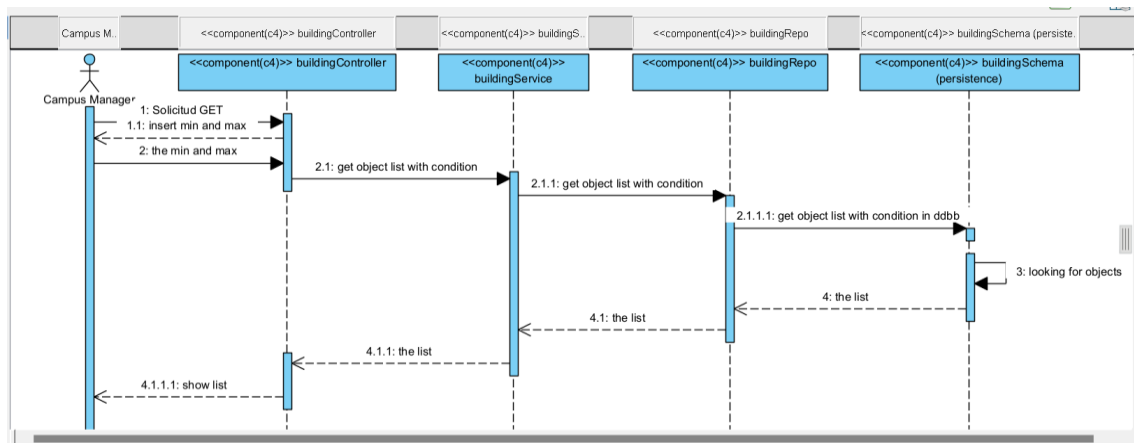 Campus M..
<<component(c4)>> buildingController
<<component(c4)>> buildingS..
<<component(c4)>> buildingRepo
<<component(c4)>> buildingSchema (persiste.
<<component(c4)>> buildingController
<<component(c4)>>
buildingService
<<component(c4)>> buildingRepo
<<component(c4)>> buildingSchema
(persistence)
Campus Manager
1: Solicitud GET
1.1: insert min and max
2: the min and max
2.1: get object list with condition
2.1.1: get object list with condition
2.1.1.1: get object list with condition in ddbb
3: looking for objects
4: the list
4.1: the list
4.1.1: the list
4.1.1.1: show list